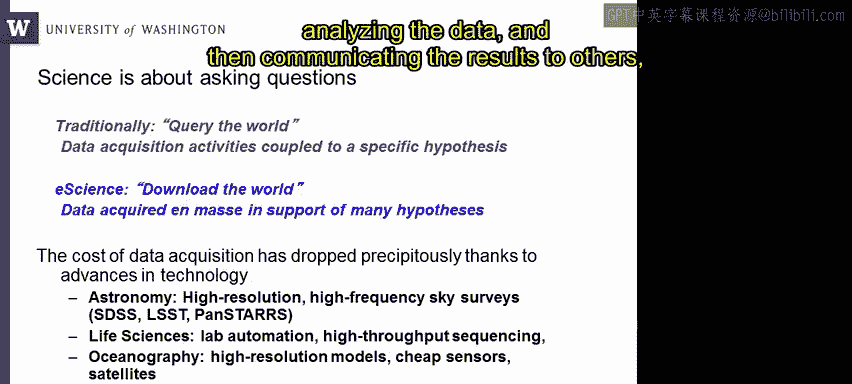 W UNIVERSITY of WASHINGTON
GPT中英字幕课程资源@bilibili.com
analyzing the data, and
then communicating the results to others,
Science is about asking questions
Traditionally: “Query the world”
Data acquisition activities coupled to a specific hypothesis
eScience: “Download the world”
Data acquired en masse in support of many hypotheses
The cost of data acquisition has dropped precipitously thanks to
advances in technology
– Astronomy: High-resolution, high-frequency sky surveys
(SDSS, LSST, PanSTARRS)
– Life Sciences: lab automation, high-throughput sequencing,
– Oceanography: high-resolution models, cheap sensors,
satellites